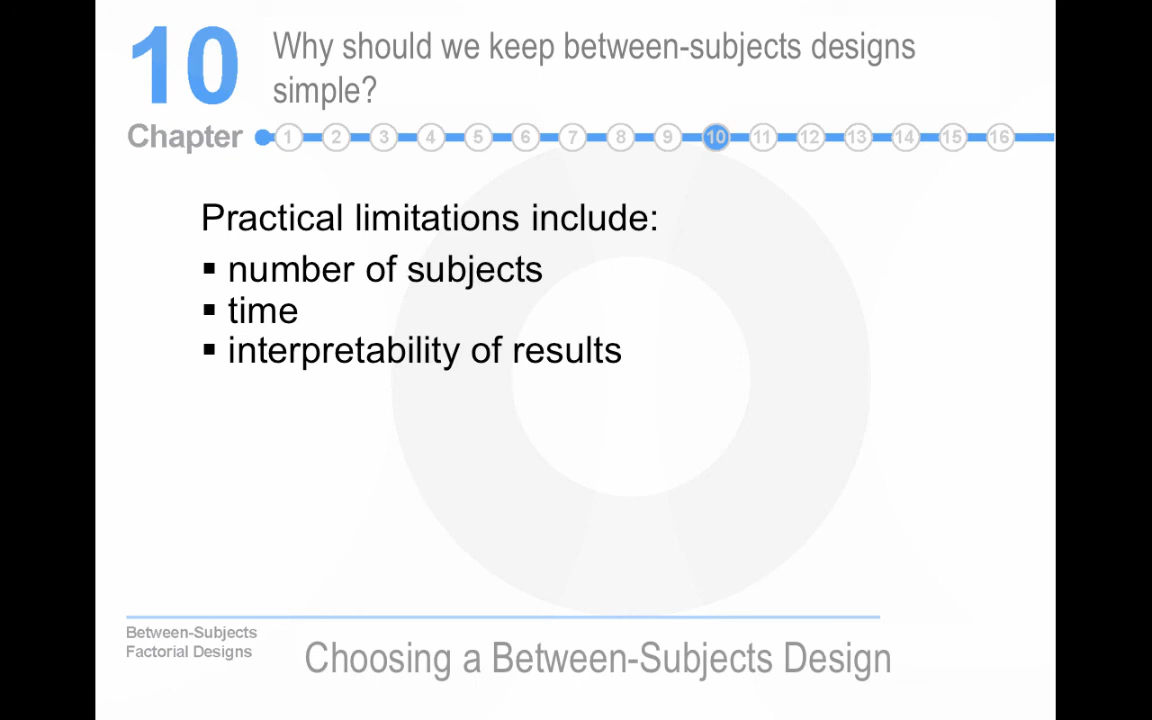 10
Why should we keep between-subjects designs
simple?
Chapter 1 2 3 4 5 6 7 8 9 10 11 12 13 14 15 16
Practical limitations include:
▪ number of subjects
▪ time
▪ interpretability of results
Between-Subjects
Factorial Designs
Choosing a Between-Subjects Design